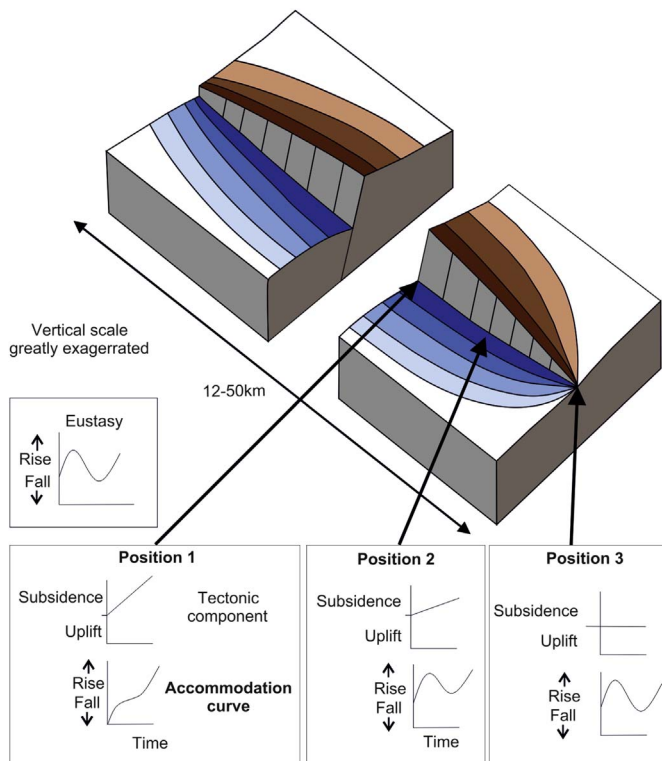 Vertical scale
greatly exagerrated
12-50km
Eustasy
Rise
Fall
Position 1
Subsidence
Uplift
Tectonic
component
Rise
Fall
Accommodation
curve
Time
Position 2
Subsidence
Uplift
Rise
Fall
Time
Position 3
Subsidence
Uplift
Rise
Fall